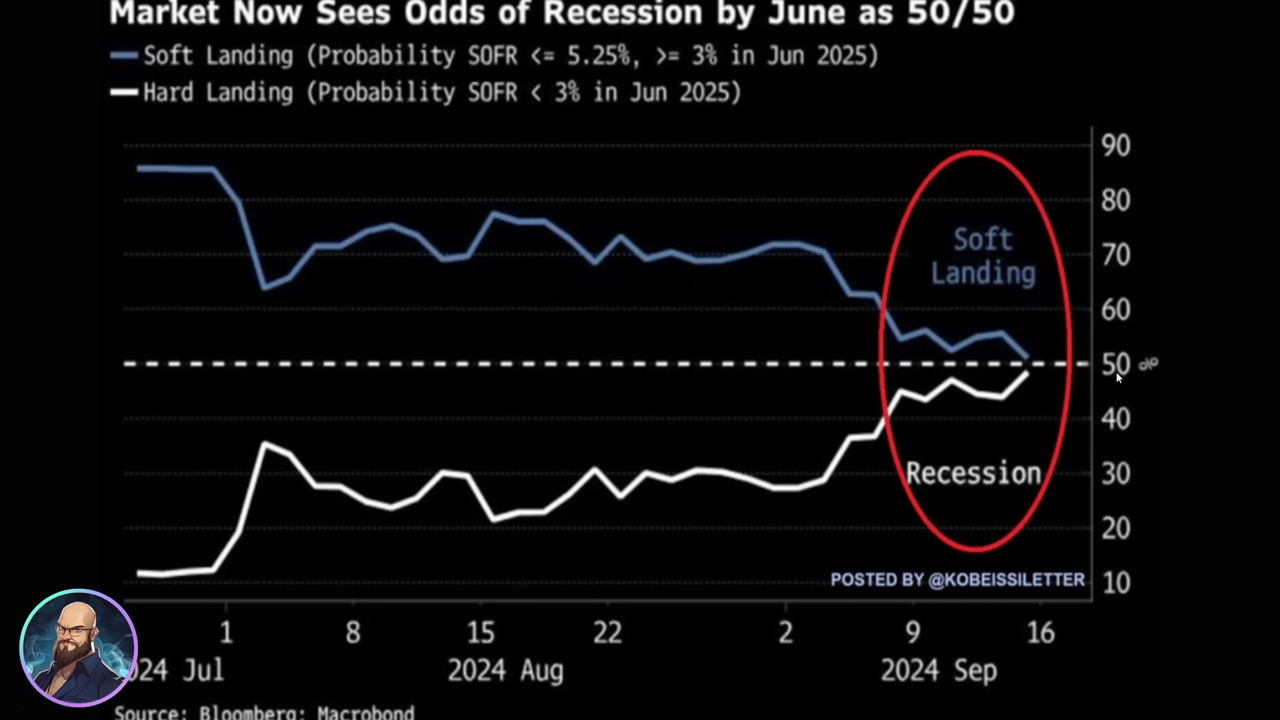 Market Now Sees Odds of Recession by June as 50/50
Soft Landing (Probability SOFR <= 5.25%, >= 3% in Jun 2025)
Hard Landing (Probability SOFR < 3% in Jun 2025)
90
80
Soft
Landing
70
60
50 %
40
30
Recession
20
POSTED BY @KOBEISSILETTER
10
1 8 15 22 2 9 16
024 Jul 2024 Aug 2024 Sep
Source: Bloomberg; Macrobond